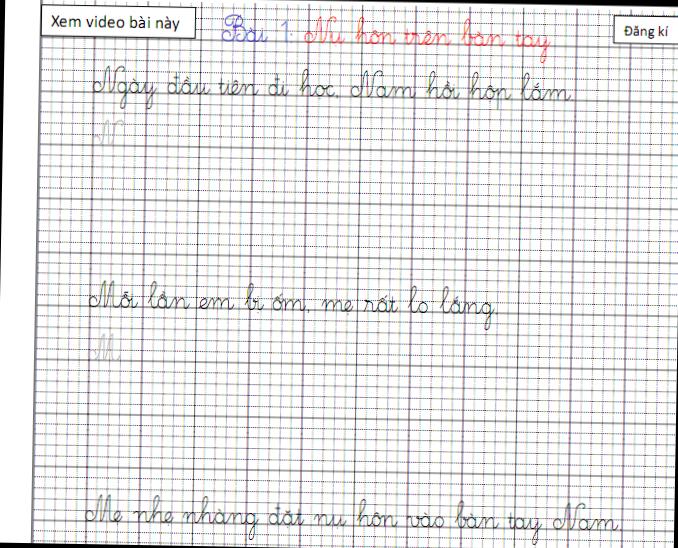 Xem video bài này
Bài 1. Nụ hôn trên bàn tay
Đăng kí
Ngày đầu tiên đi học, Nam hồi hộp lắm.
N
Mỗi lần em bị ốm, mẹ rất lo lắng.
M
Mẹ nhẹ nhàng đặt nụ hôn vào bàn tay Nam.